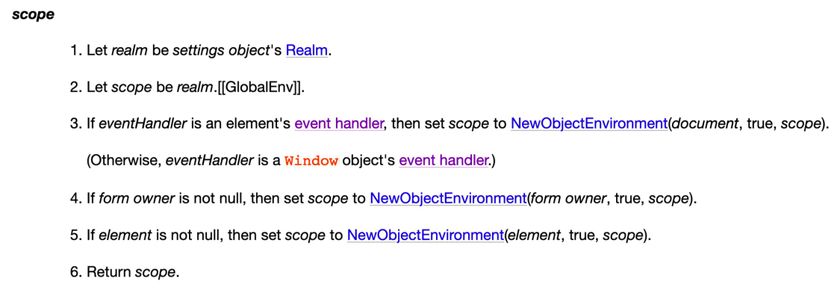 scope
1. Let realm be settings object's Realm.
2. Let scope be realm.[[GlobalEnv]].
3. If eventHandler is an element's event handler, then set scope to NewObjectEnvironment(document, true, scope).
(Otherwise, eventHandler is a Window object's event handler.)
4. If form owner is not null, then set scope to NewObjectEnvironment(form owner, true, scope).
5. If element is not null, then set scope to NewObjectEnvironment(element, true, scope).
6. Return scope.